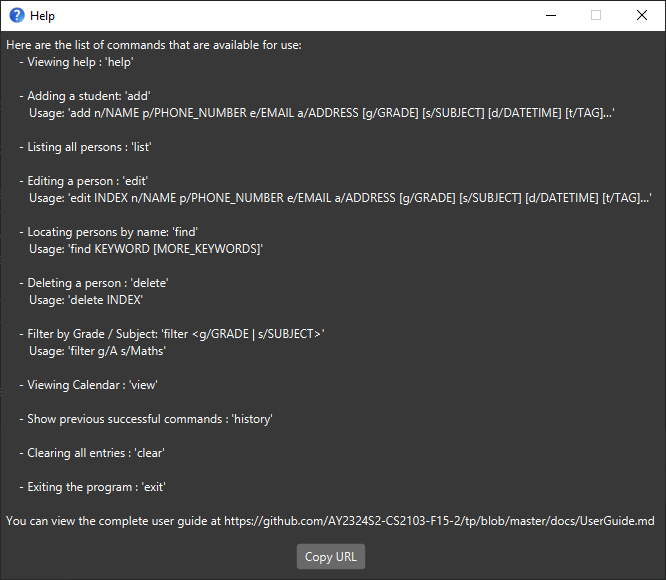 Help
Here are the list of commands that are available for use:
- Viewing help : 'help'
- Adding a student: 'add'
Usage: 'add n/NAME p/PHONE_NUMBER e/EMAIL a/ADDRESS [g/GRADE] [s/SUBJECT] [d/DATETIME] [t/TAG]...'
- Listing all persons : 'list'
- Editing a person : 'edit'
Usage: 'edit INDEX n/NAME p/PHONE_NUMBER e/EMAIL a/ADDRESS [g/GRADE] [s/SUBJECT] [d/DATETIME] [t/TAG]...'
- Locating persons by name: 'find'
Usage: 'find KEYWORD [MORE_KEYWORDS]'
- Deleting a person : 'delete'
Usage: 'delete INDEX'
- Filter by Grade / Subject: 'filter <g/GRADE | s/SUBJECT>'
Usage: 'filter g/A s/Maths'
- Viewing Calendar : 'view'
- Show previous successful commands : 'history'
- Clearing all entries : 'clear'
- Exiting the program : 'exit'
You can view the complete user guide at https://github.com/AY2324S2-CS2103-F15-2/tp/blob/master/docs/UserGuide.md
Copy URL